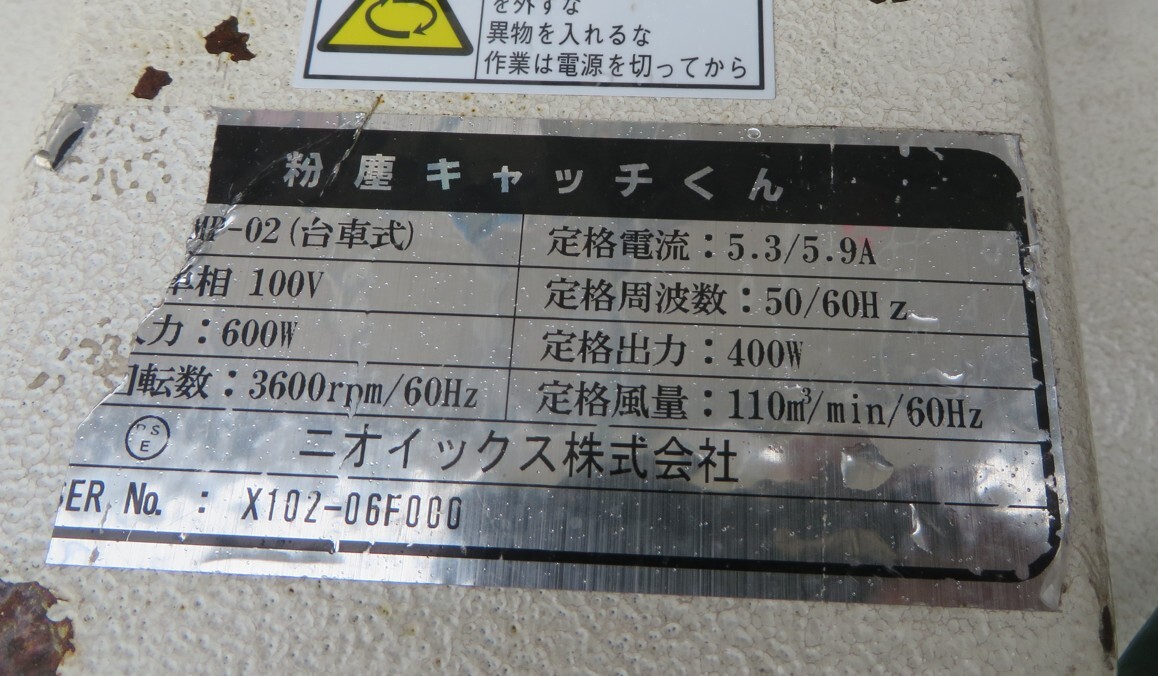 を外すな
異物を入れるな
作業は電源を切ってから
粉塵キャッチくん
MP-02(台車式)
定格電流：5.3/5.9A
単相 100V
定格周波数：50/60Hz
力：600W
定格出力：400W
回転数：3600rpm/60Hz
定格風量：110m³/min/60Hz
PSE
ニオイックス株式会社
SER No. : X102-06F000